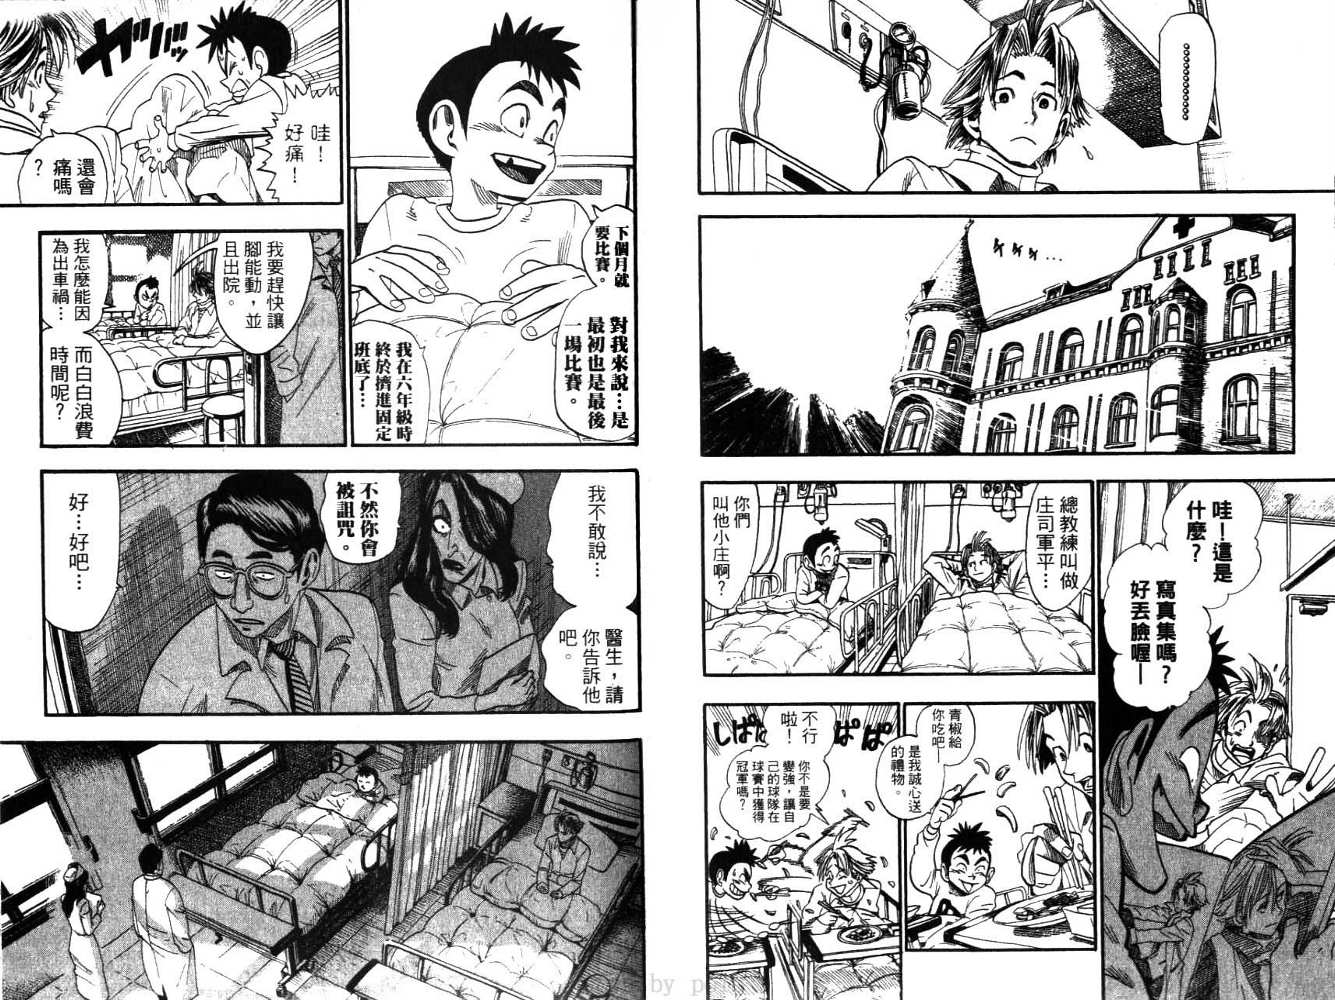 …………
キキキキ…
哇！這是
什麼？
寫真集嗎？
好丟臉喔—
總教練叫做
庄司軍平…
你們
叫他小庄啊？
青椒給
你吃吧
是我誠心送
的禮物。
ぱぱ
不行
啦！
你不是要
變強，讓自
己的球隊在
球賽中獲得
冠軍嗎？
しぱぱ
下個月就
要比賽。
對我來說…是
最初也是最後
一場比賽。
我在六年級時
終於擠進固定
班底了…
ガバッ
哇！
好痛！
還會
痛嗎
？
我要趕快讓
腳能動，並
且出院。
我怎麼能因
為出車禍…
而白白浪費
時間呢？
我不敢說…
醫生，請
你告訴他
吧。
不然你會
被詛咒。
好…好吧…